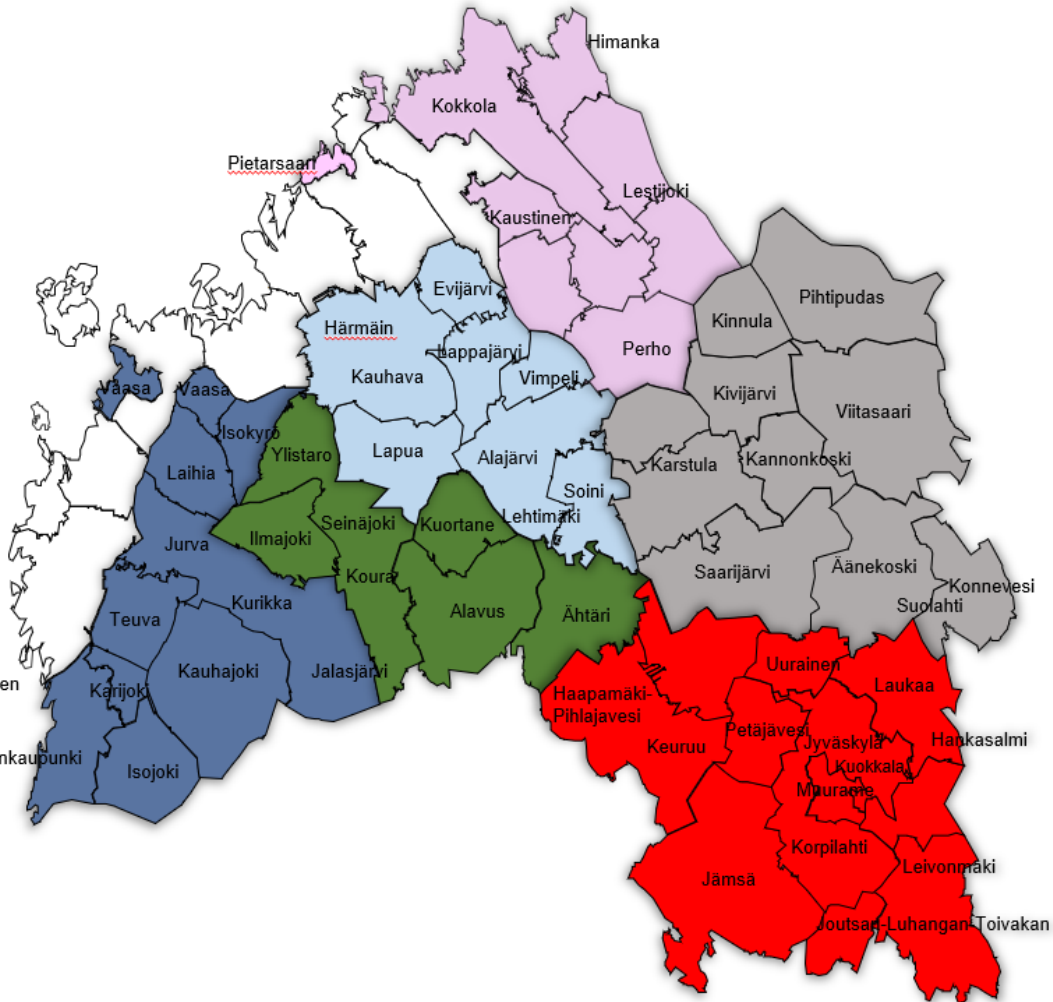 Himanka
Kokkola
Pietarsaari
Lestijoki
Kaustinen
Evijärvi
Pihtipudas
Kinnula
Härmäin
Lappajärvi
Perho
Kauhava
Vimpeli
Vaasa
Vaasa
Kivijärvi
Viitasaari
Isokyrö
Ylistaro
Lapua
Alajärvi
Karstula
Kannonkoski
Laihia
Soini
Lehtimäki
Seinäjoki
Kuortane
Ilmajoki
Jurva
Koura
Saarijärvi
Äänekoski
Konnevesi
Suolahti
Kurikka
Alavus
Ähtäri
Teuva
Kauhajoki
Jalasjärvi
Uurainen
Laukaa
en
Karijoki
Haapamäki-
Pihlajavesi
Keuruu
Petäjävesi
Jyväskylä
Hankasalmi
nkaupunki
Isojoki
Kuokkala
Muurame
Korpilahti
Leivonmäki
Jämsä
Joutsan-Luhangan-Toivakan